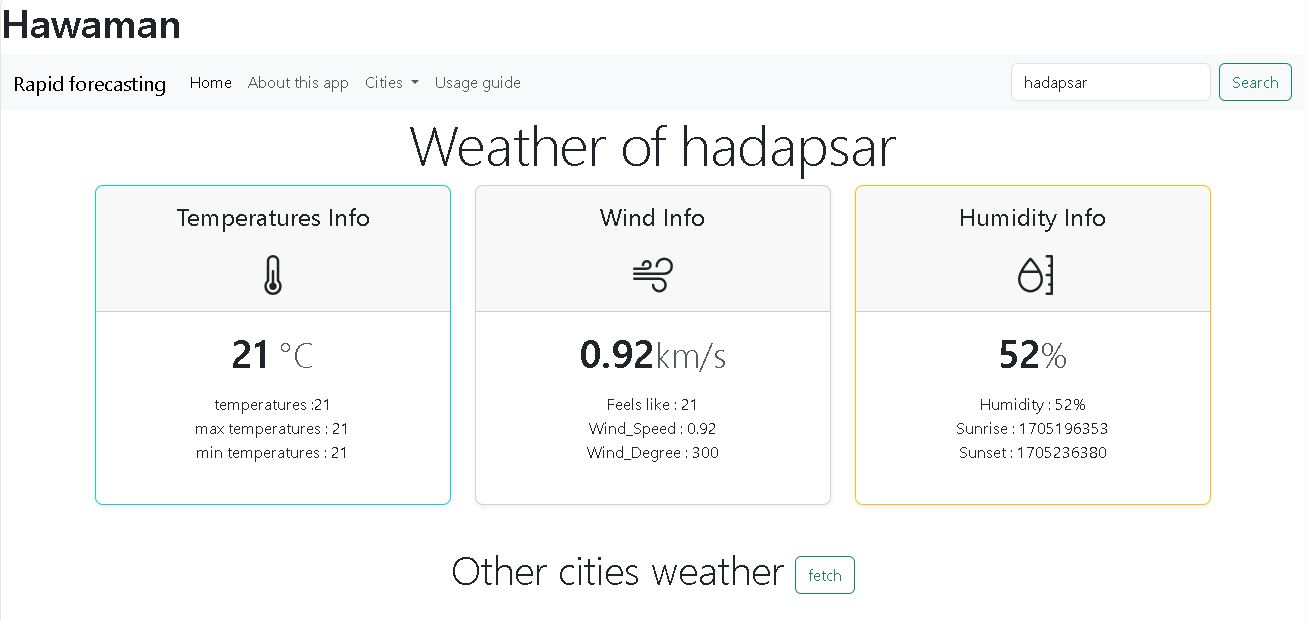 Hawaman
Rapid forecasting Home About this app Cities Usage guide hadapsar Search
Weather of hadapsar
Temperatures Info
21 °C
temperatures :21
max temperatures : 21
min temperatures : 21
Wind Info
0.92km/s
Feels like : 21
Wind_Speed : 0.92
Wind_Degree : 300
Humidity Info
52%
Humidity : 52%
Sunrise : 1705196353
Sunset : 1705236380
Other cities weather fetch